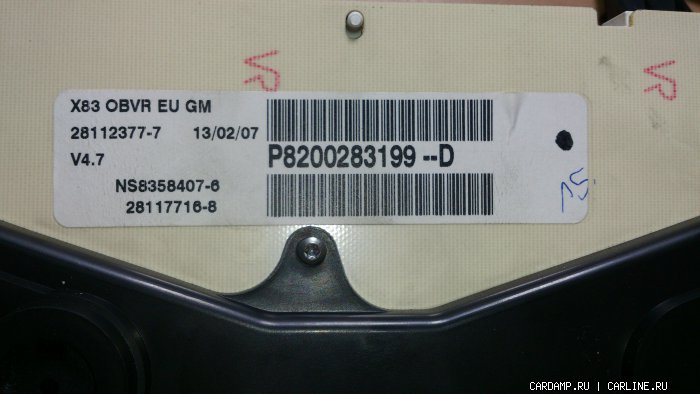 VR
VR
X83 OBVR EU GM
28112377-7 13/02/07
V4.7
P8200283199 --D
NS8358407-6
28117716-8
CARDAMP.RU | CARLINE.RU